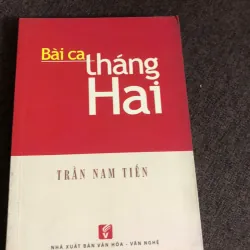 Bài ca
tháng
Hai
TRẦN NAM TIẾN
NHÀ XUẤT BẢN VĂN HÓA - VĂN NGHỆ